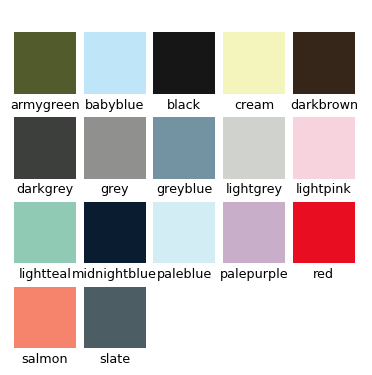 armygreen babyblue black cream darkbrown
darkgrey grey greyblue lightgrey lightpink
lightteal midnightblue paleblue palepurple red
salmon slate